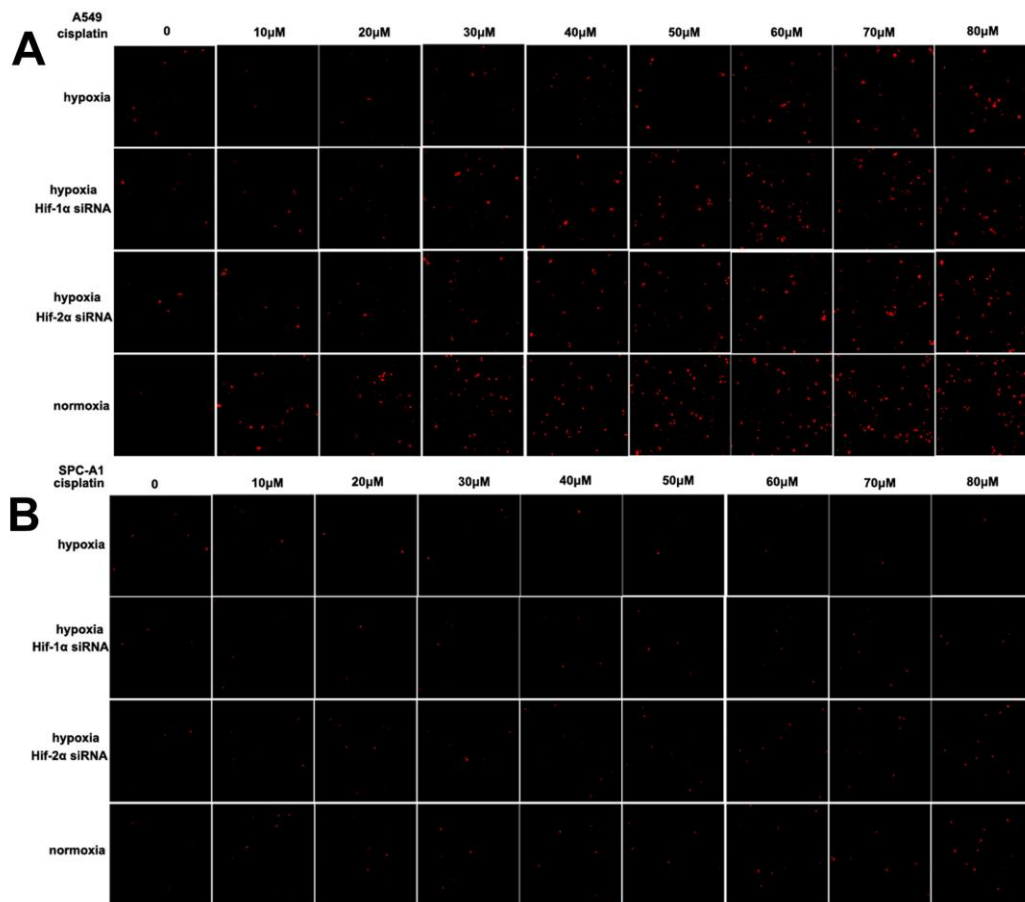 A
A549
cisplatin 0 10μM 20μM 30μM 40μM 50μM 60μM 70μM 80μM
hypoxia
hypoxia
Hif-1α siRNA
hypoxia
Hif-2α siRNA
normoxia
B
SPC-A1
cisplatin 0 10μM 20μM 30μM 40μM 50μM 60μM 70μM 80μM
hypoxia
hypoxia
Hif-1α siRNA
hypoxia
Hif-2α siRNA
normoxia